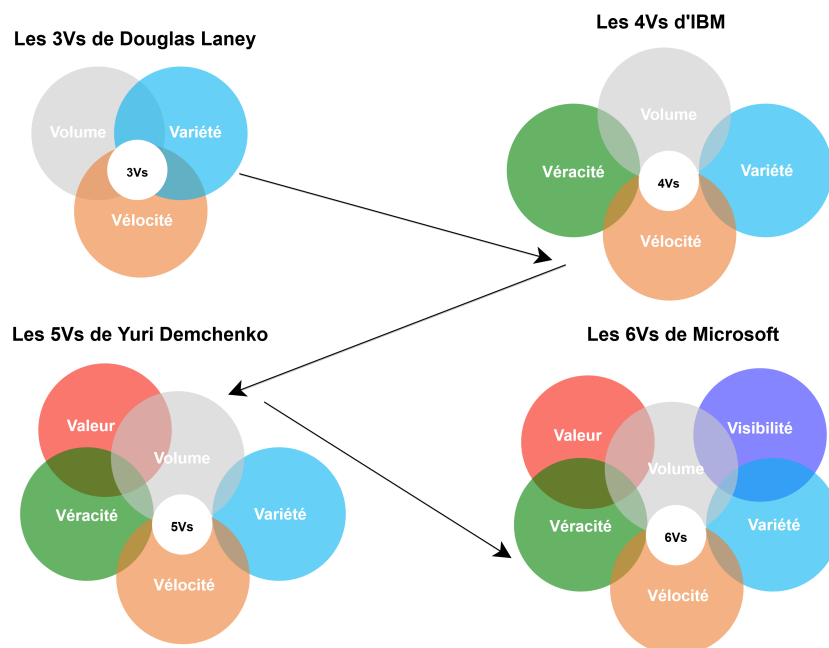 Les 3Vs de Douglas Laney
Volume
Variété
3Vs
Vélocité
Les 4Vs d'IBM
Volume
Véracité
Variété
4Vs
Vélocité
Les 5Vs de Yuri Demchenko
Valeur
Volume
Véracité
Variété
5Vs
Vélocité
Les 6Vs de Microsoft
Valeur
Visibilité
Volume
Véracité
Variété
6Vs
Vélocité